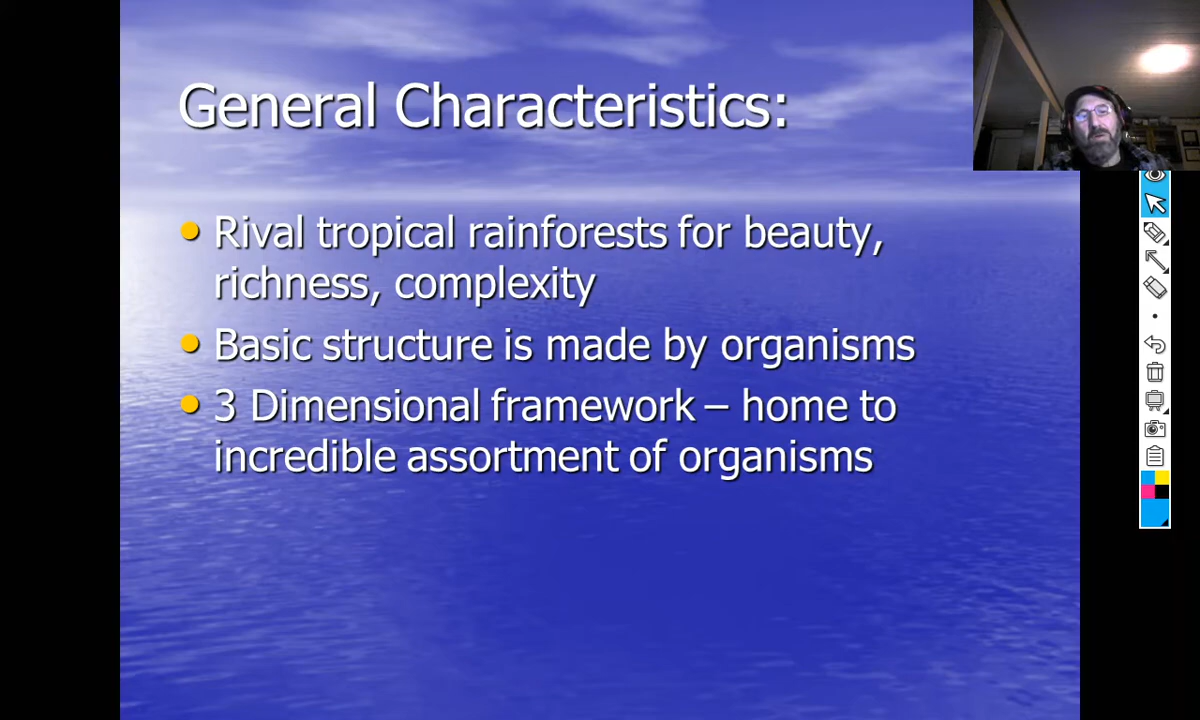 General Characteristics:
• Rival tropical rainforests for beauty,
richness, complexity
• Basic structure is made by organisms
• 3 Dimensional framework – home to
incredible assortment of organisms